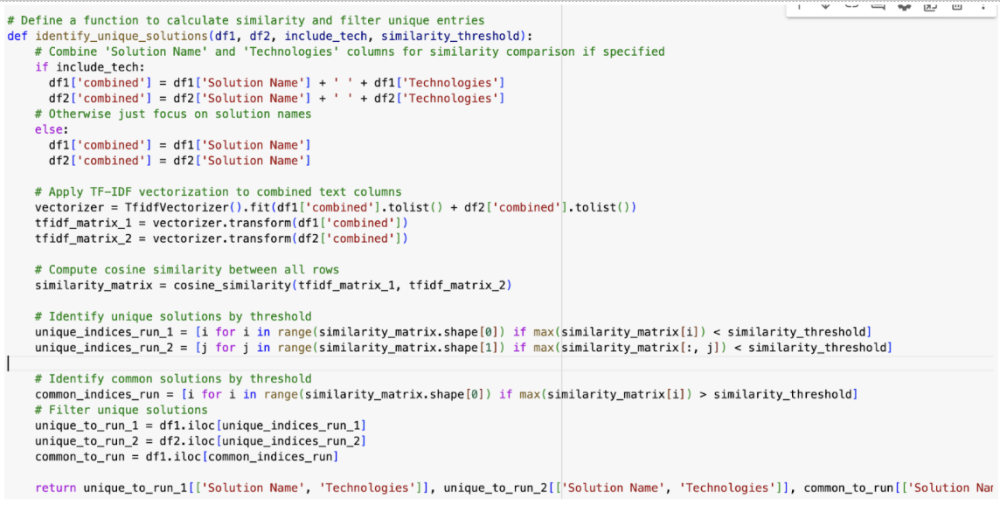 # Define a function to calculate similarity and filter unique entries
def identify_unique_solutions(df1, df2, include_tech, similarity_threshold):
    # Combine 'Solution Name' and 'Technologies' columns for similarity comparison if specified
    if include_tech:
      df1['combined'] = df1['Solution Name'] + ' ' + df1['Technologies']
      df2['combined'] = df2['Solution Name'] + ' ' + df2['Technologies']
    # Otherwise just focus on solution names
    else:
      df1['combined'] = df1['Solution Name']
      df2['combined'] = df2['Solution Name']

    # Apply TF-IDF vectorization to combined text columns
    vectorizer = TfidfVectorizer().fit(df1['combined'].tolist() + df2['combined'].tolist())
    tfidf_matrix_1 = vectorizer.transform(df1['combined'])
    tfidf_matrix_2 = vectorizer.transform(df2['combined'])

    # Compute cosine similarity between all rows
    similarity_matrix = cosine_similarity(tfidf_matrix_1, tfidf_matrix_2)

    # Identify unique solutions by threshold
    unique_indices_run_1 = [i for i in range(similarity_matrix.shape[0]) if max(similarity_matrix[i]) < similarity_threshold]
    unique_indices_run_2 = [j for j in range(similarity_matrix.shape[1]) if max(similarity_matrix[:, j]) < similarity_threshold]

    # Identify common solutions by threshold
    common_indices_run = [i for i in range(similarity_matrix.shape[0]) if max(similarity_matrix[i]) > similarity_threshold]
    # Filter unique solutions
    unique_to_run_1 = df1.iloc[unique_indices_run_1]
    unique_to_run_2 = df2.iloc[unique_indices_run_2]
    common_to_run = df1.iloc[common_indices_run]

    return unique_to_run_1[['Solution Name', 'Technologies']], unique_to_run_2[['Solution Name', 'Technologies']], common_to_run[['Solution